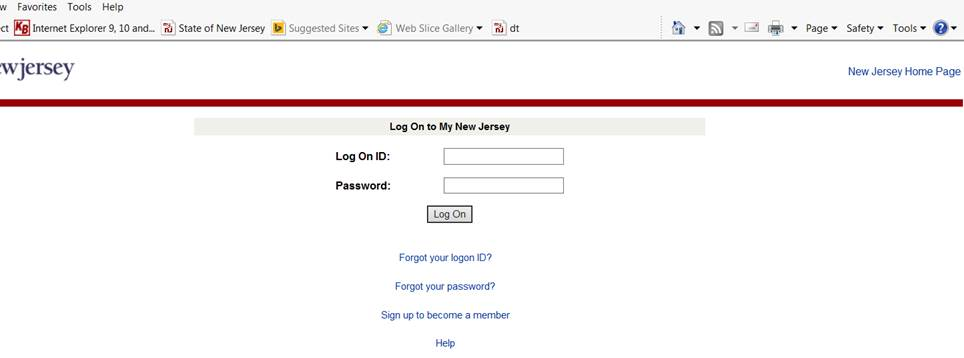 w Favorites Tools Help
ct Internet Explorer 9, 10 and... State of New Jersey Suggested Sites Web Slice Gallery dt Page Safety Tools
ewjersey
New Jersey Home Page
Log On to My New Jersey
Log On ID:
Password:
Log On
Forgot your logon ID?
Forgot your password?
Sign up to become a member
Help